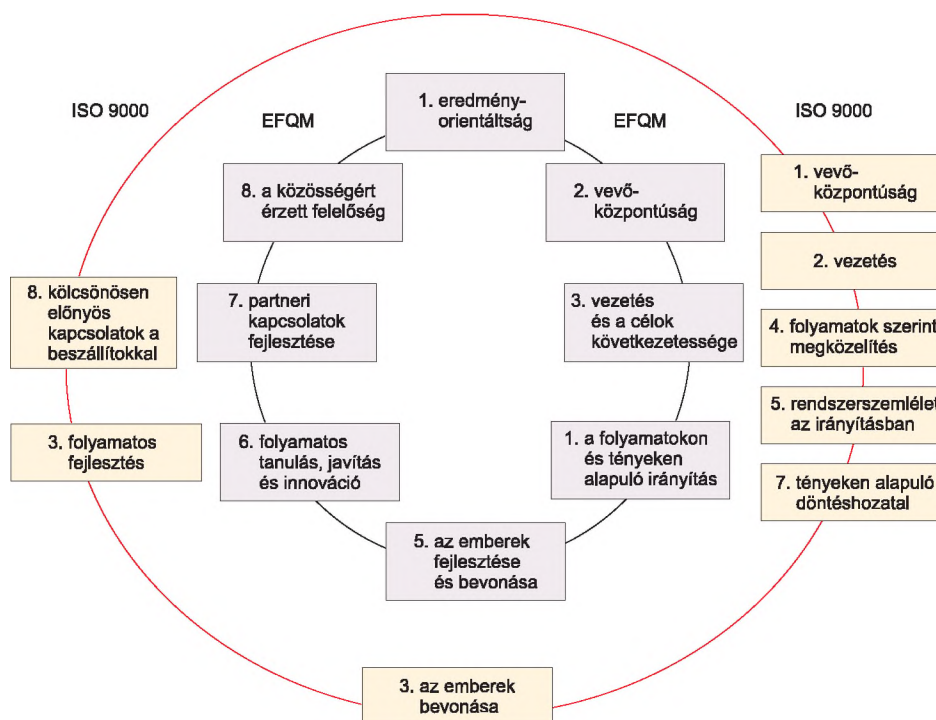 ISO 9000
EFQM
1. eredmény-
orientáltság
EFQM
ISO 9000
8. a közösségért
érzett felelőség
2. vevő-
központúság
1. vevő-
központúság
2. vezetés
8. kölcsönösen
előnyös
kapcsolatok a
beszállítokkal
7. partneri
kapcsolatok
fejlesztése
3. vezetés
és a célok
következetessége
4. folyamatok szerint
megközelítés
5. rendszerszemlélet
az irányításban
3. folyamatos
fejlesztés
6. folyamatos
tanulás, javítás
és innováció
1. a folyamatokon
és tényeken
alapuló irányítás
7. tényeken alapuló
döntéshozatal
5. az emberek
fejlesztése
és bevonása
3. az emberek
bevonása